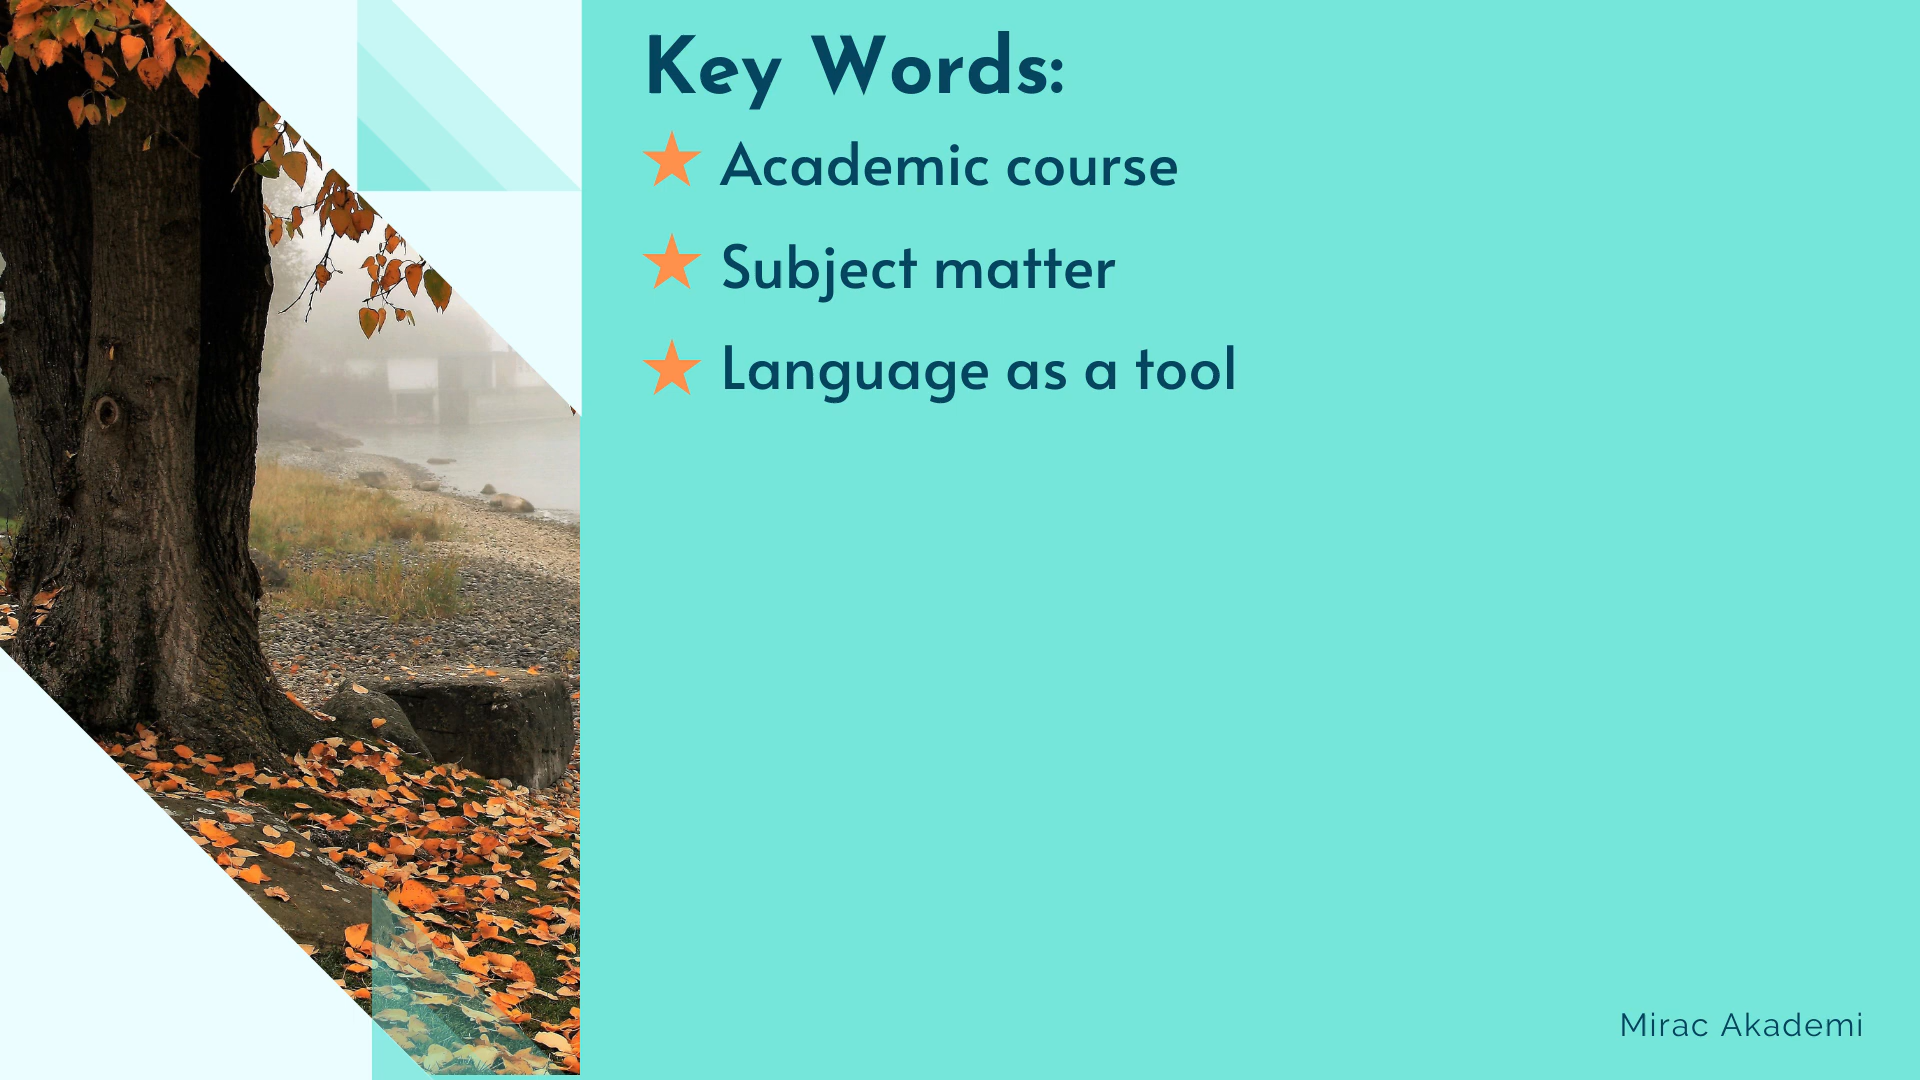 Key Words:
Academic course
Subject matter
Language as a tool
Mirac Akademi